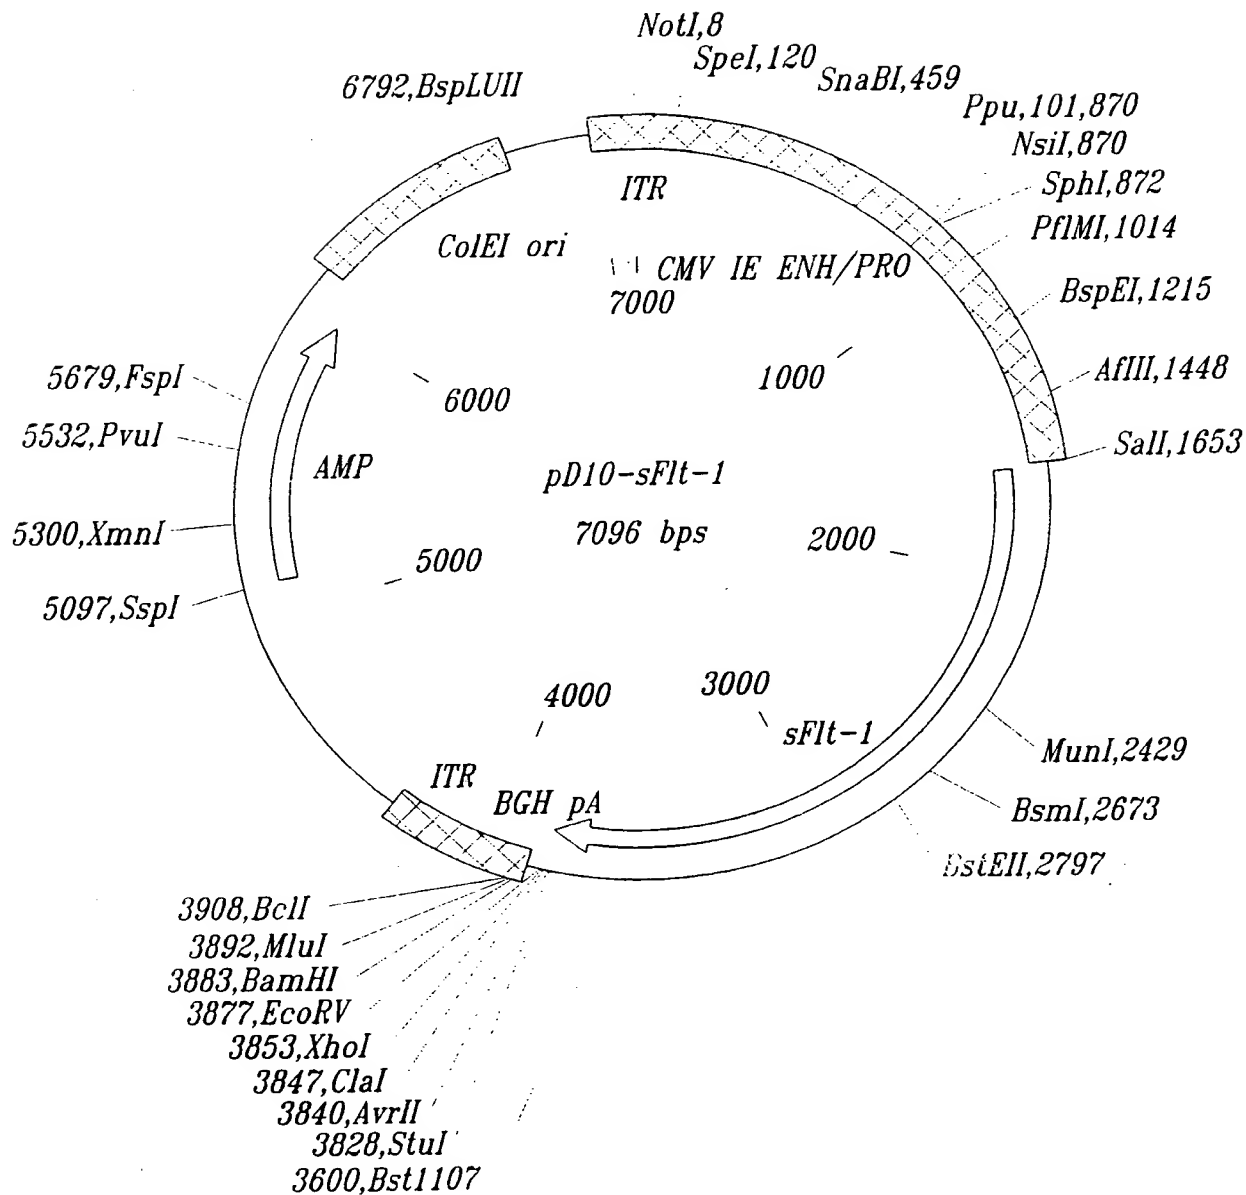 NotI,8
SpeI,120
SnaBI,459
Ppu,101,870
NsiI,870
SphI,872
PflMI,1014
BspEI,1215
AflII,1448
SalI,1653
6792,BspLUII
ITR
ColEI ori
CMV IE ENH/PRO
7000
1000
6000
5679,FspI
5532,PvuI
AMP
pD10-sFlt-1
7096 bps
5300,XmnI
5000
2000
5097,SspI
4000
3000
sFlt-1
MunI,2429
BsmI,2673
BstEII,2797
ITR
BGH pA
3908,BclI
3892,MluI
3883,BamHI
3877,EcoRV
3853,XhoI
3847,ClaI
3840,AvrII
3828,StuI
3600,Bst1107